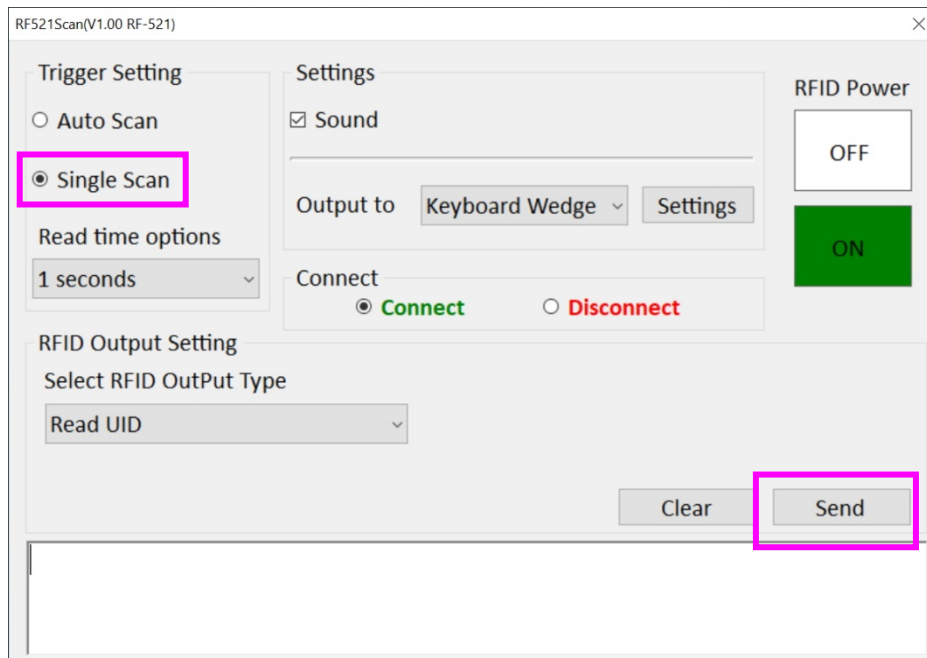 RF521Scan(V1.00 RF-521)
Trigger Setting
Auto Scan
Single Scan
Read time options
1 seconds
Settings
Sound
Output to Keyboard Wedge Settings
Connect
Connect Disconnect
RFID Power
OFF
ON
RFID Output Setting
Select RFID OutPut Type
Read UID
Clear Send